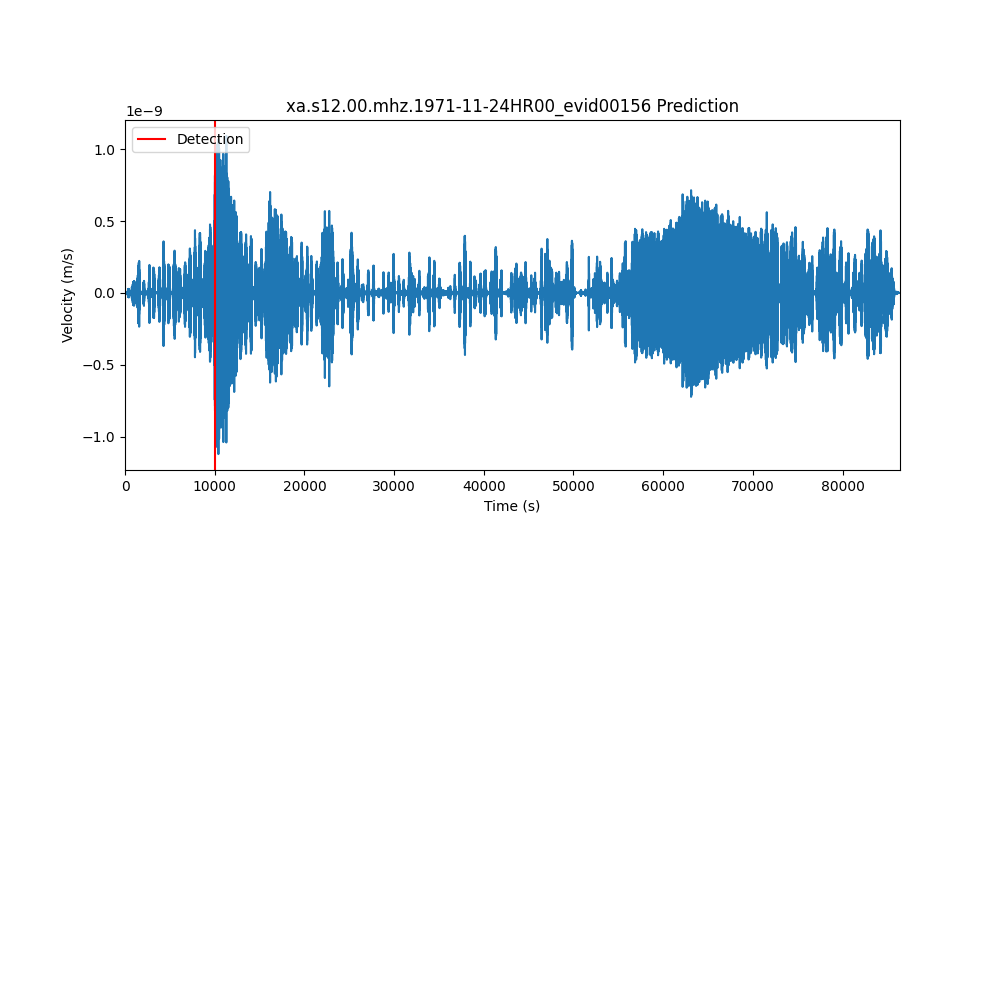 xa.s12.00.mhz.1971-11-24HR00_evid00156 Prediction
1e−9
Detection
1.0
0.5
0.0
−0.5
−1.0
Velocity (m/s)
0 10000 20000 30000 40000 50000 60000 70000 80000
Time (s)